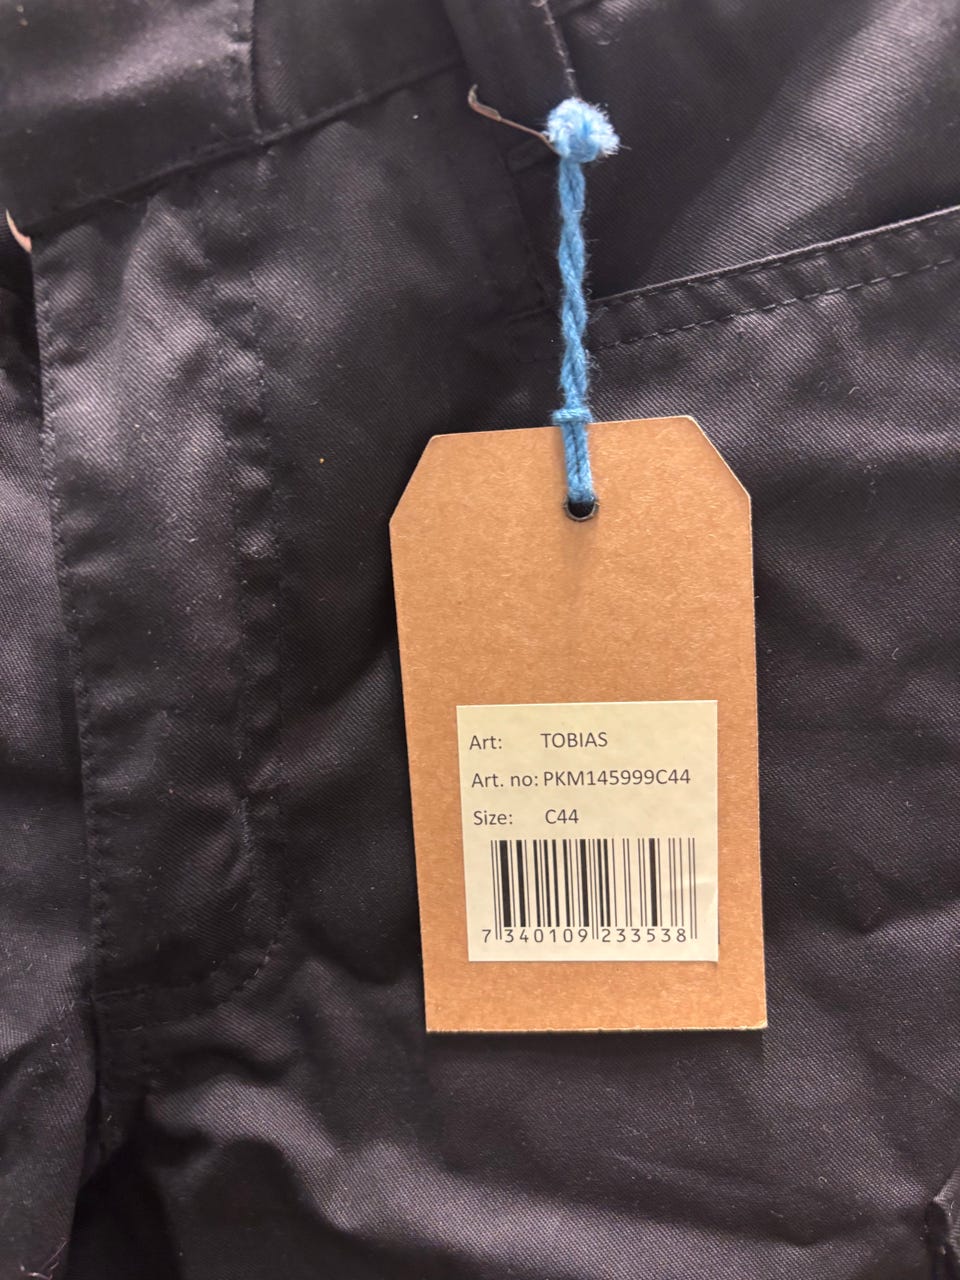 Art: TOBIAS
Art. no: PKM145999C44
Size: C44
7 340109 233538